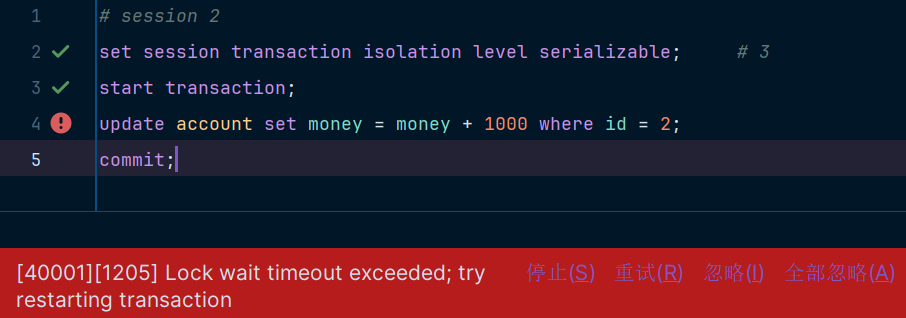 1 # session 2
2 set session transaction isolation level serializable; # 3
3 start transaction;
4 update account set money = money + 1000 where id = 2;
5 commit;
[40001][1205] Lock wait timeout exceeded; try 停止(S) 重试(R) 忽略(I) 全部忽略(A)
restarting transaction